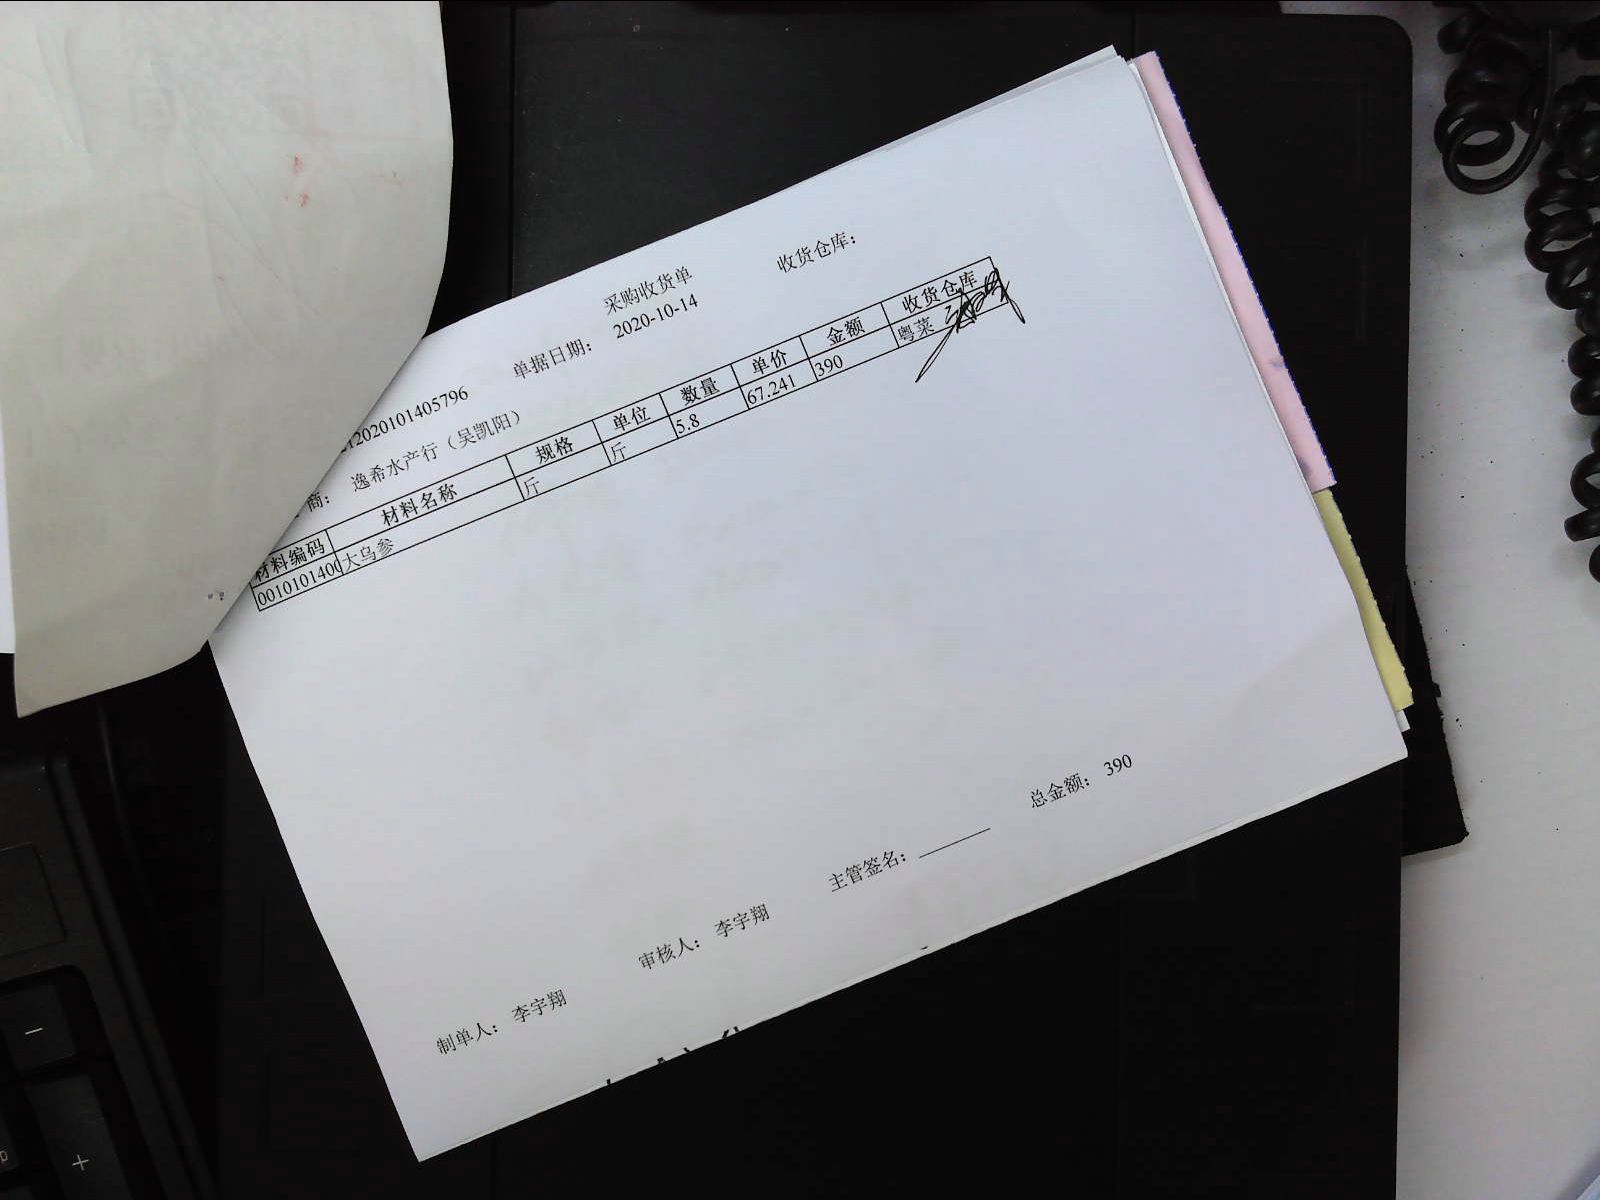 采购收货单
2020101405796 单据日期： 2020-10-14 收货仓库：
商： 逸希水产行（吴凯阳）
材料编码 材料名称 规格 单位 数量 单价 金额 收货仓库
0010101400 大乌参 斤 斤 5.8 67.241 390 粤菜
制单人： 李宇翔 审核人： 李宇翔 主管签名： 总金额： 390